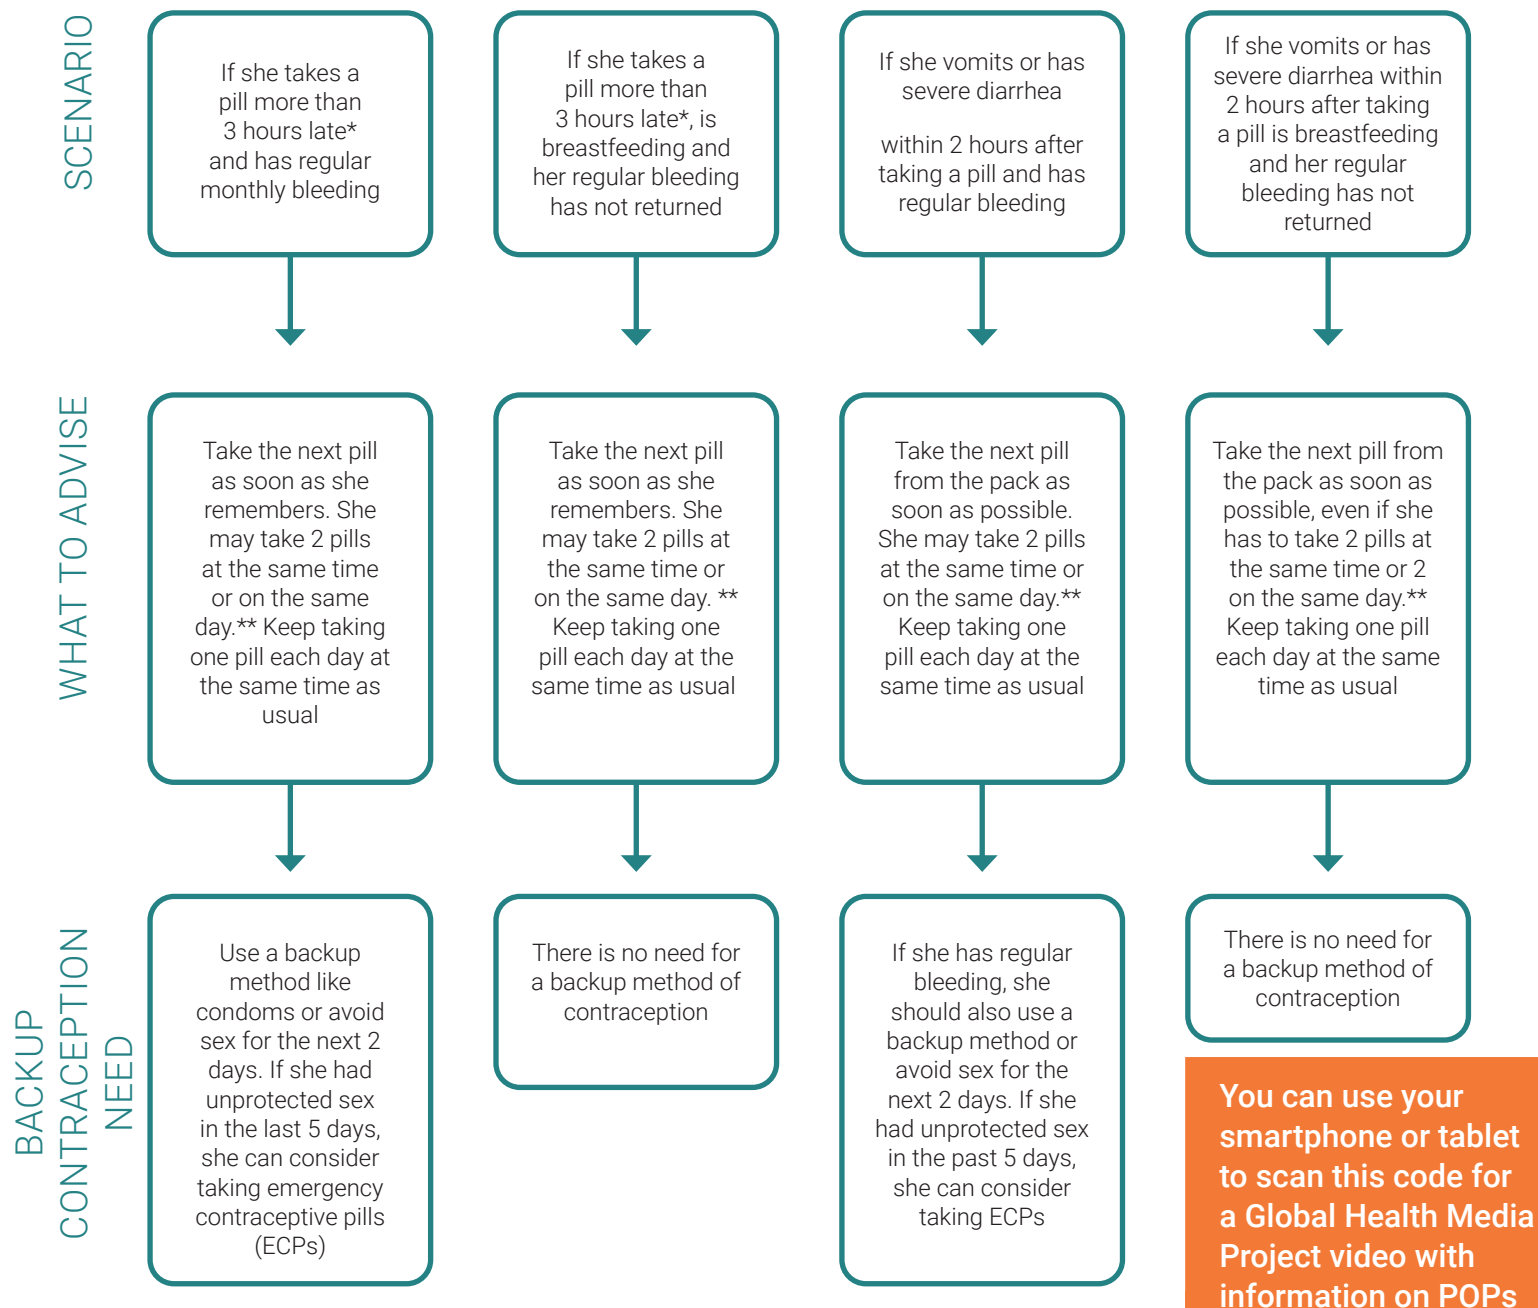 SCENARIO
If she takes a
pill more than
3 hours late*
and has regular
monthly bleeding
If she takes a
pill more than
3 hours late*, is
breastfeeding and
her regular bleeding
has not returned
If she vomits or has
severe diarrhea
within 2 hours after
taking a pill and has
regular bleeding
If she vomits or has
severe diarrhea within
2 hours after taking
a pill is breastfeeding
and her regular
bleeding has not
returned
WHAT TO ADVISE
Take the next pill
as soon as she
remembers. She
may take 2 pills
at the same time
or on the same
day.** Keep taking
one pill each day at
the same time as
usual
Take the next pill
as soon as she
remembers. She
may take 2 pills at
the same time or
on the same day. **
Keep taking one
pill each day at the
same time as usual
Take the next pill
from the pack as
soon as possible.
She may take 2 pills
at the same time or
on the same day.**
Keep taking one
pill each day at the
same time as usual
Take the next pill from
the pack as soon as
possible, even if she
has to take 2 pills at
the same time or 2
on the same day.**
Keep taking one pill
each day at the same
time as usual
BACKUP
CONTRACEPTION
NEED
Use a backup
method like
condoms or avoid
sex for the next 2
days. If she had
unprotected sex
in the last 5 days,
she can consider
taking emergency
contraceptive pills
(ECPs)
There is no need for
a backup method of
contraception
If she has regular
bleeding, she
should also use a
backup method or
avoid sex for the
next 2 days. If she
had unprotected sex
in the past 5 days,
she can consider
taking ECPs
There is no need for
a backup method of
contraception
You can use your
smartphone or tablet
to scan this code for
a Global Health Media
Project video with
information on POPs